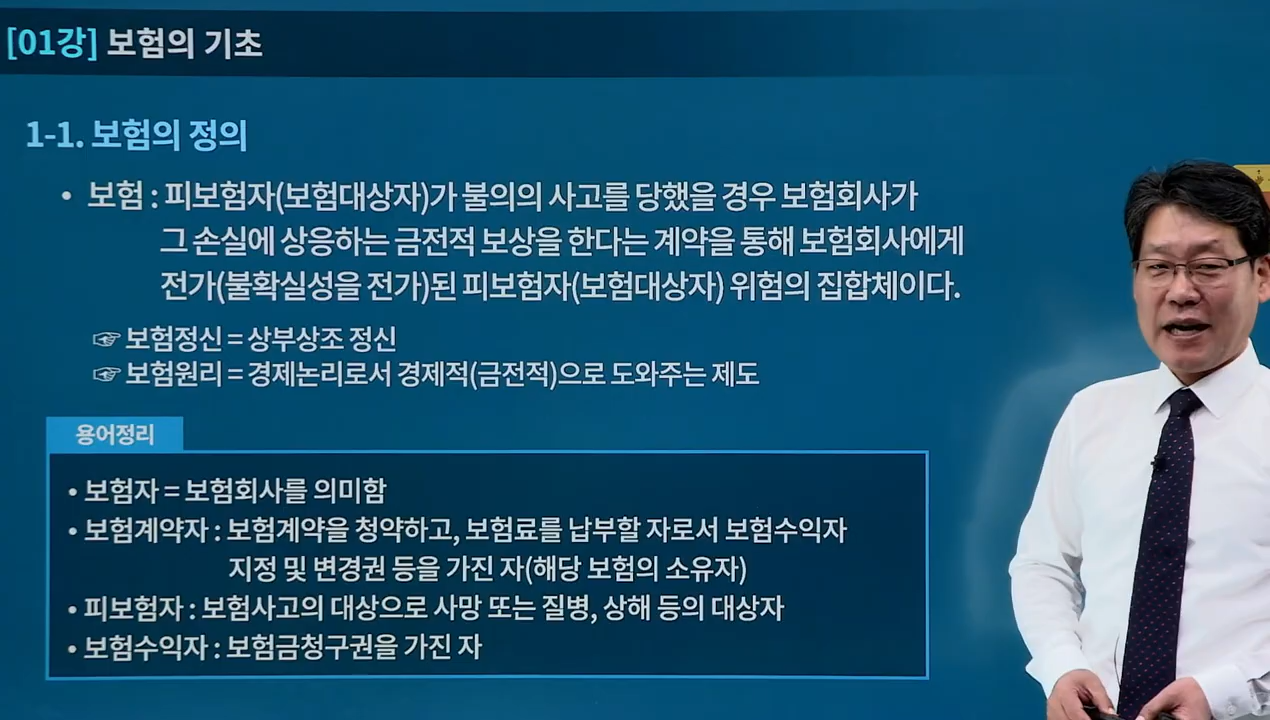 [01강] 보험의 기초
1-1. 보험의 정의
• 보험 : 피보험자(보험대상자)가 불의의 사고를 당했을 경우 보험회사가
그 손실에 상응하는 금전적 보상을 한다는 계약을 통해 보험회사에게
전가(불확실성을 전가)된 피보험자(보험대상자) 위험의 집합체이다.
☞ 보험정신 = 상부상조 정신
☞ 보험원리 = 경제논리로서 경제적(금전적)으로 도와주는 제도
용어정리
• 보험자 = 보험회사를 의미함
• 보험계약자 : 보험계약을 청약하고, 보험료를 납부할 자로서 보험수익자
지정 및 변경권 등을 가진 자(해당 보험의 소유자)
• 피보험자 : 보험사고의 대상으로 사망 또는 질병, 상해 등의 대상자
• 보험수익자 : 보험금청구권을 가진 자